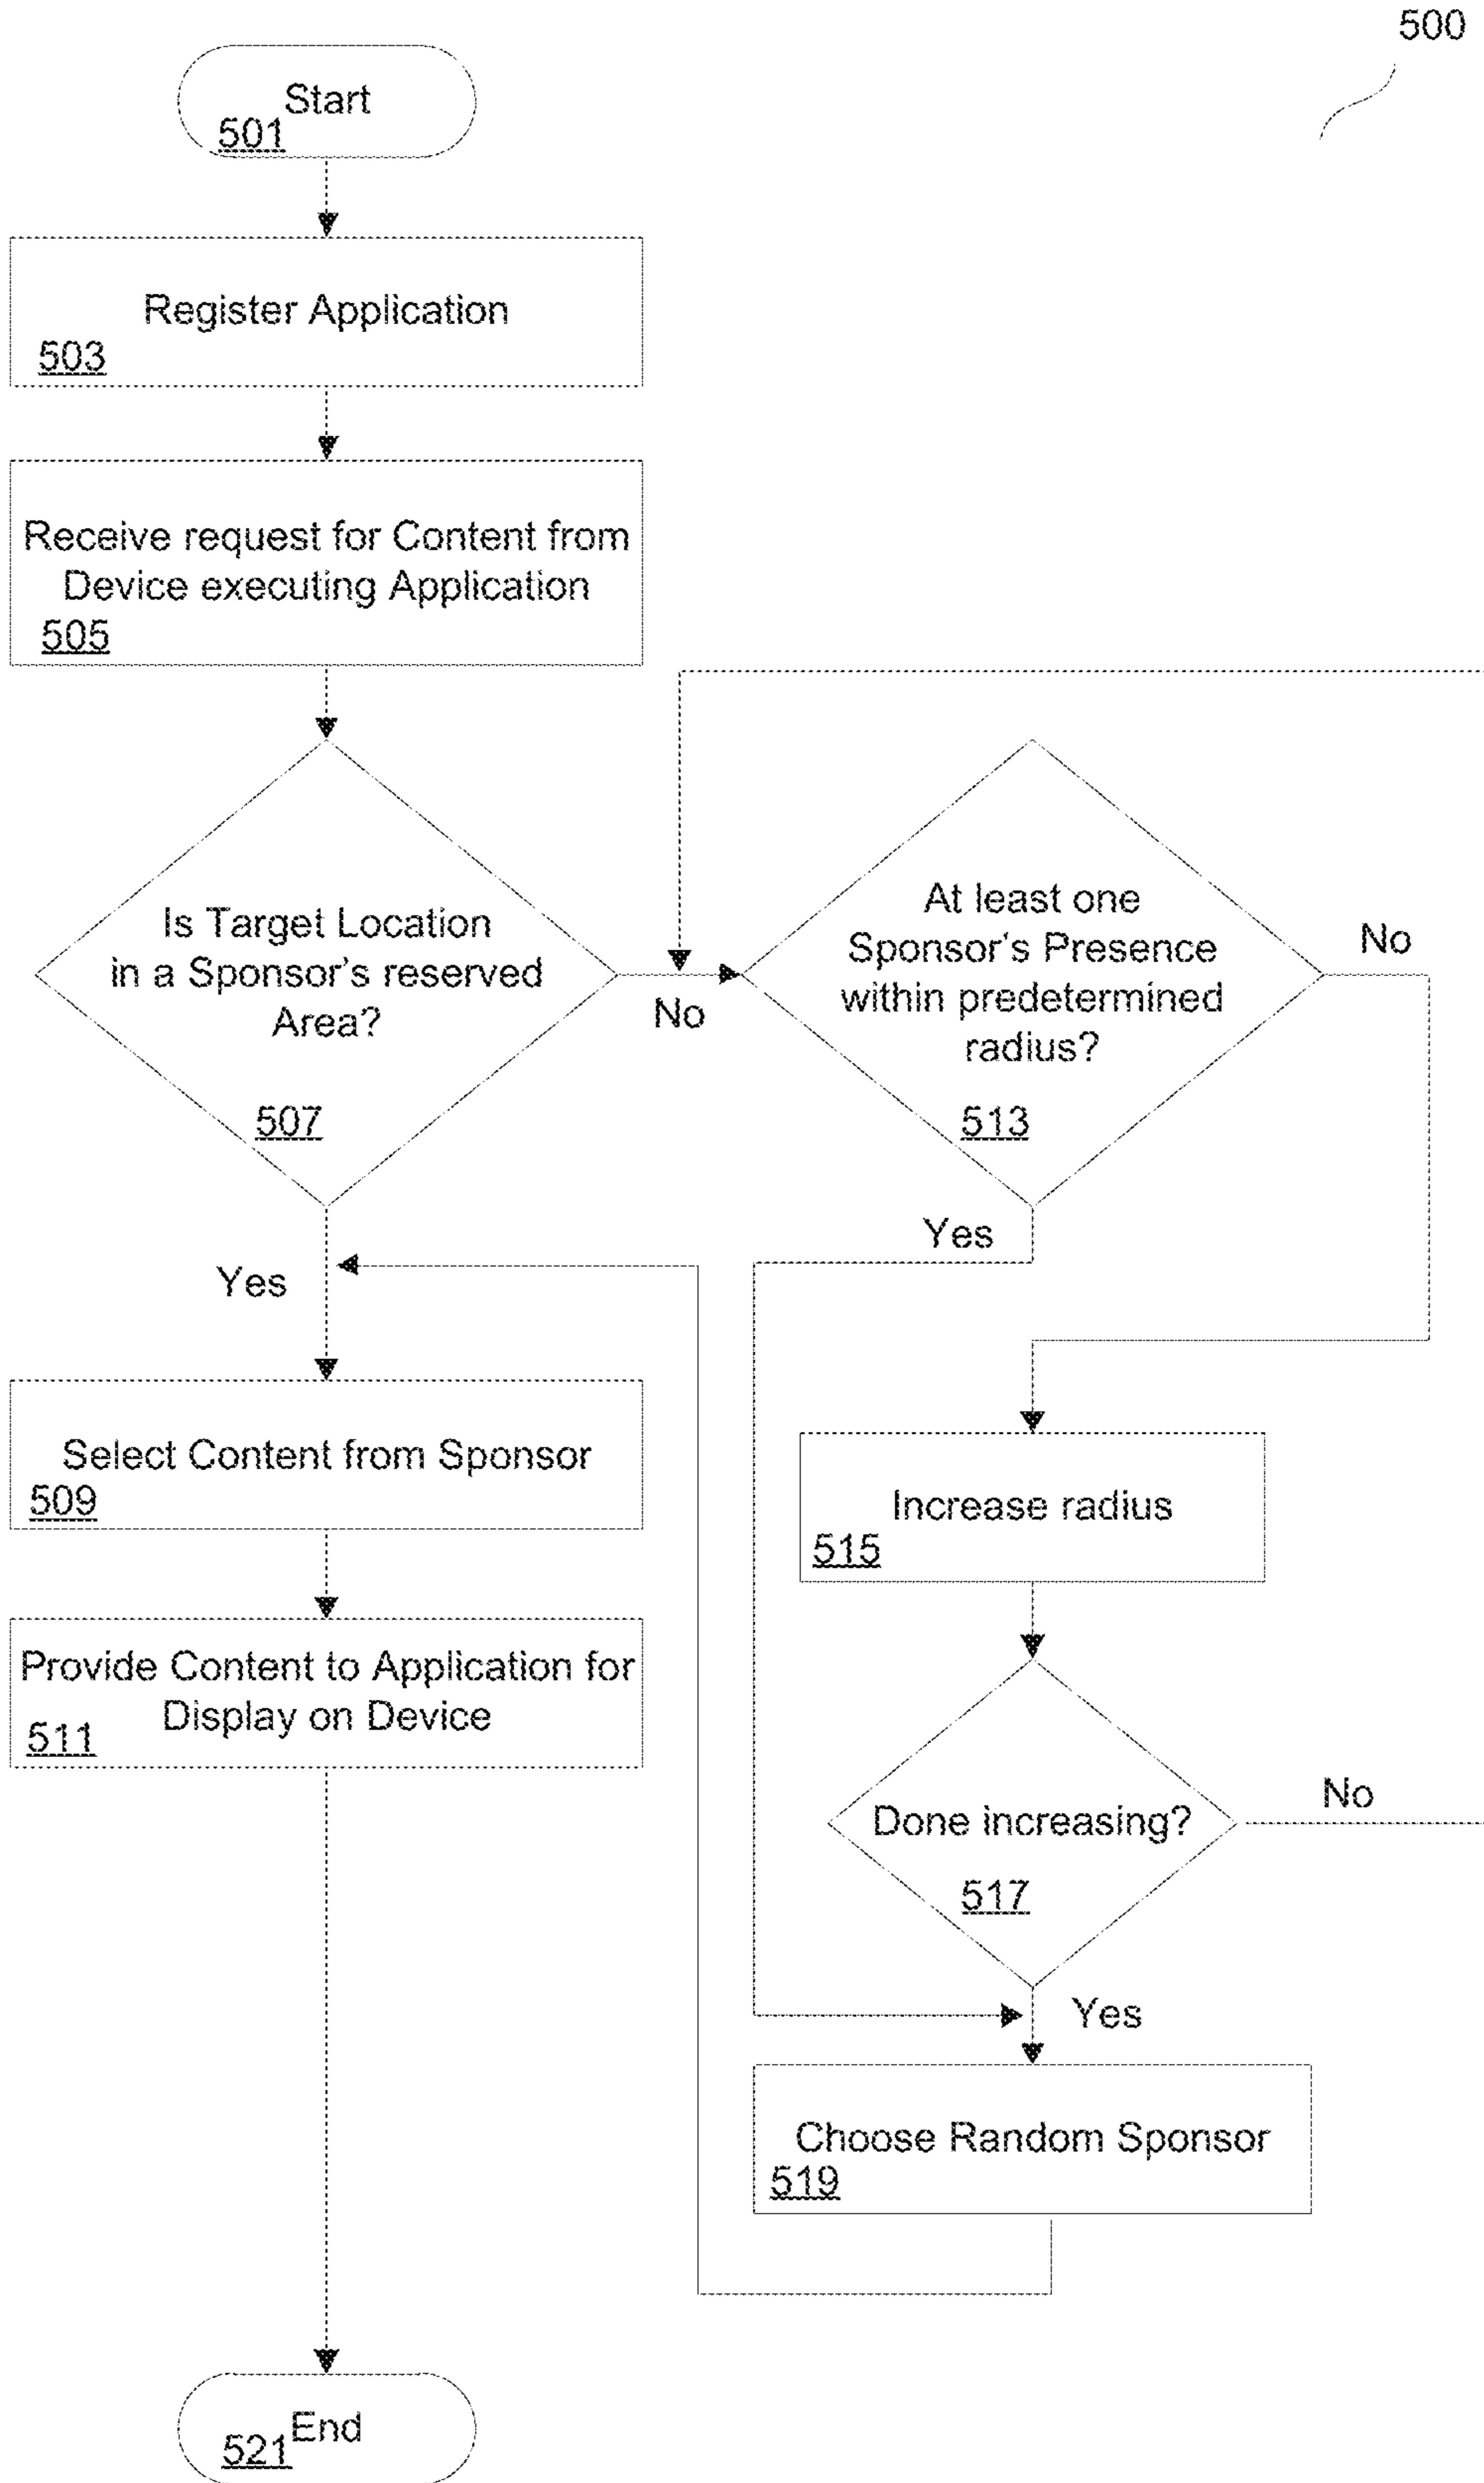 500
Start
501
Register Application
503
Receive request for Content from
Device executing Application
505
Is Target Location
in a Sponsor's reserved
Area?
507
No
At least one
Sponsor's Presence
within predetermined
radius?
513
No
Yes
Yes
Select Content from Sponsor
509
Increase radius
515
Provide Content to Application for
Display on Device
511
Done increasing?
517
No
Yes
Choose Random Sponsor
519
End
521